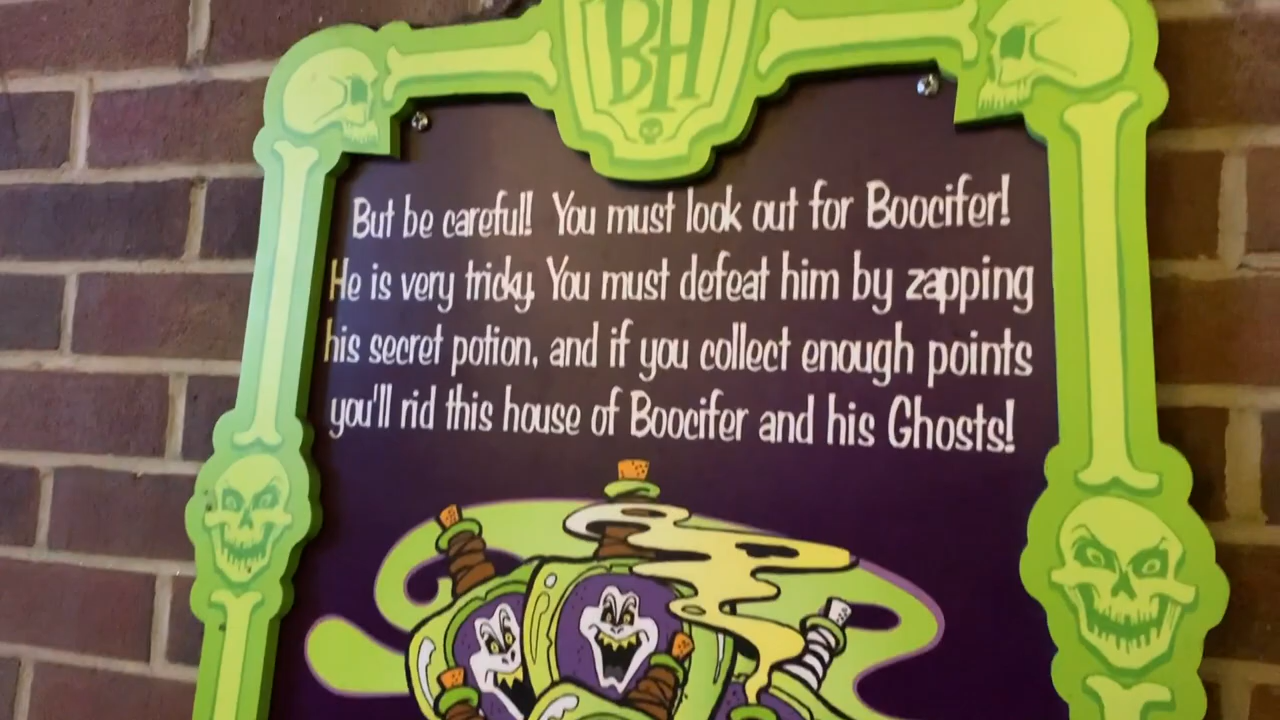 BH
But be careful! You must look out for Boocifer!
He is very tricky. You must defeat him by zapping
his secret potion, and if you collect enough points
you'll rid this house of Boocifer and his Ghosts!